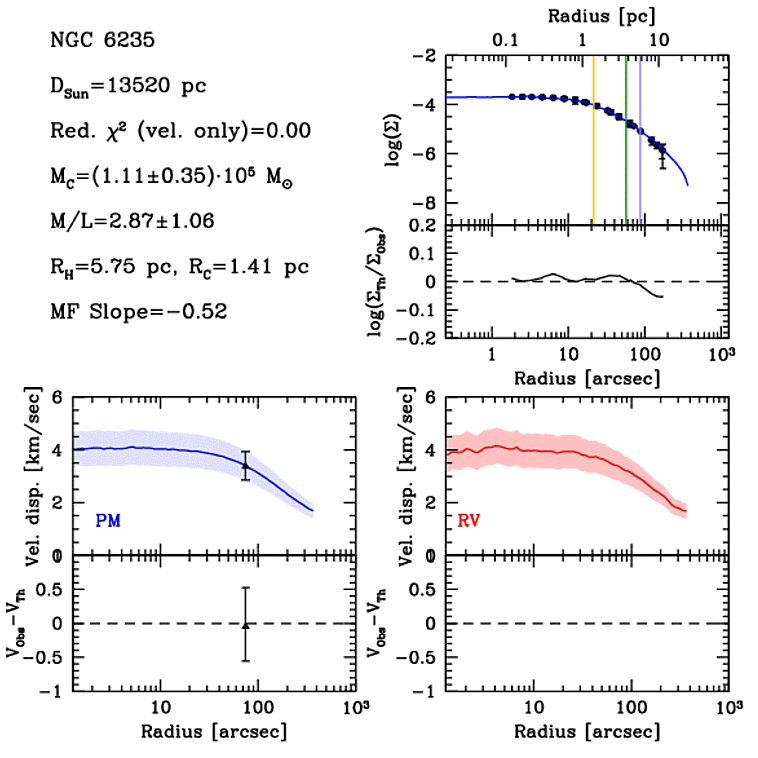 NGC 6235
D_Sun=13520 pc
Red. χ² (vel. only)=0.00
M_C=(1.11±0.35)·10⁵ M_⊙
M/L=2.87±1.06
R_H=5.75 pc, R_C=1.41 pc
MF Slope=−0.52
Radius [pc]
0.1 1 10
−2
−4
−6
−8
log(Σ)
0.2
0.1
0
−0.1
−0.2
log(Σ_Th/Σ_Obs)
1 10 100 10³
Radius [arcsec]
6
4
2
0
Vel. disp. [km/sec]
PM
0.5
0
−0.5
−1
V_Obs−V_Th
10 100 10³
Radius [arcsec]
6
4
2
0
Vel. disp. [km/sec]
RV
0.5
0
−0.5
−1
V_Obs−V_Th
10 100 10³
Radius [arcsec]